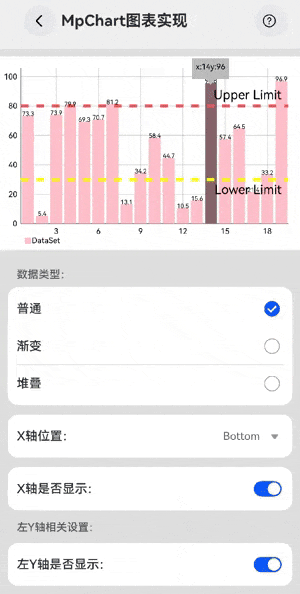 MpChart图表实现
x:14y:96
100
80
60
40
20
0
Upper Limit
Lower Limit
73.3
5.4
73.9
79.9
69.3
70.7
81.2
13.1
34.2
58.4
44.7
10.5
15.6
57.4
64.5
33.2
96.9
3
6
9
12
15
18
DataSet
数据类型：
普通
渐变
堆叠
X轴位置：
Bottom
X轴是否显示：
左Y轴相关设置：
左Y轴是否显示：